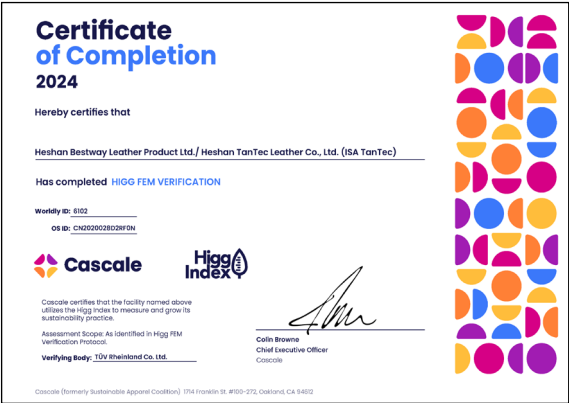 Certificate
of Completion
2024
Hereby certifies that
Heshan Bestway Leather Product Ltd./ Heshan TanTec Leather Co., Ltd. (ISA TanTec)
Has completed HIGG FEM VERIFICATION
Worldly ID: 6102
OS ID: CN2020028D2RF0N
Cascale
Higg
Index
Cascale certifies that the facility named above
utilizes the Higg Index to measure and grow its
sustainability practice.
Assessment Scope: As identified in Higg FEM
Verification Protocol.
Verifying Body: TÜV Rheinland Co. Ltd.
Colin Browne
Chief Executive Officer
Cascale
Cascale (formerly Sustainable Apparel Coalition) 1714 Franklin St. #100-272, Oakland, CA 94612